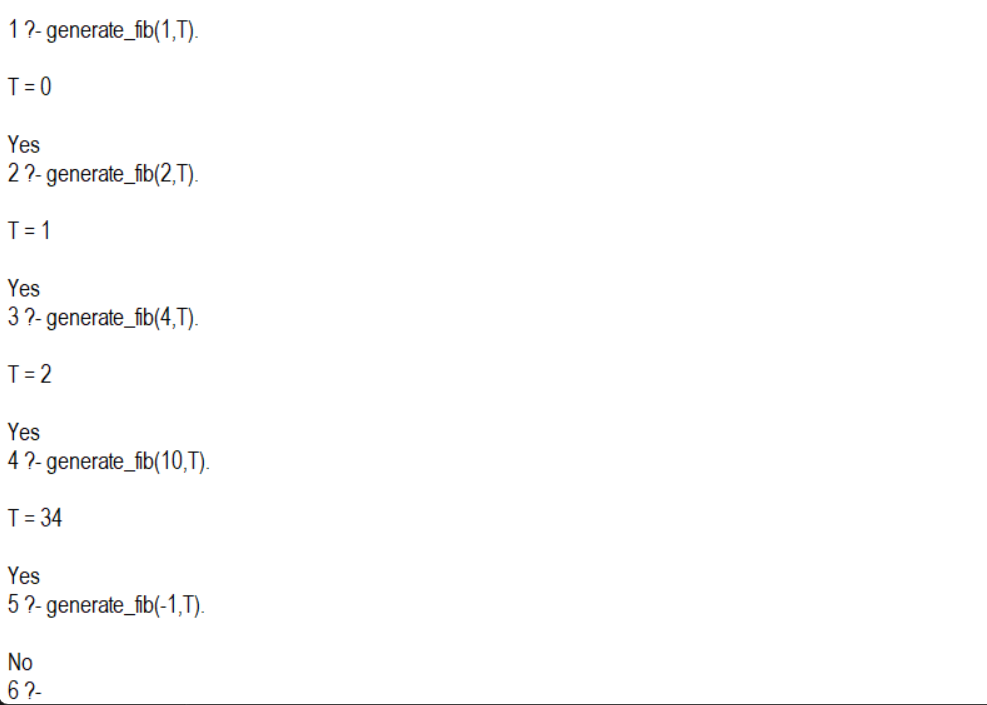 1 ?- generate_fib(1,T).
T = 0
Yes
2 ?- generate_fib(2,T).
T = 1
Yes
3 ?- generate_fib(4,T).
T = 2
Yes
4 ?- generate_fib(10,T).
T = 34
Yes
5 ?- generate_fib(-1,T).
No
6 ?-